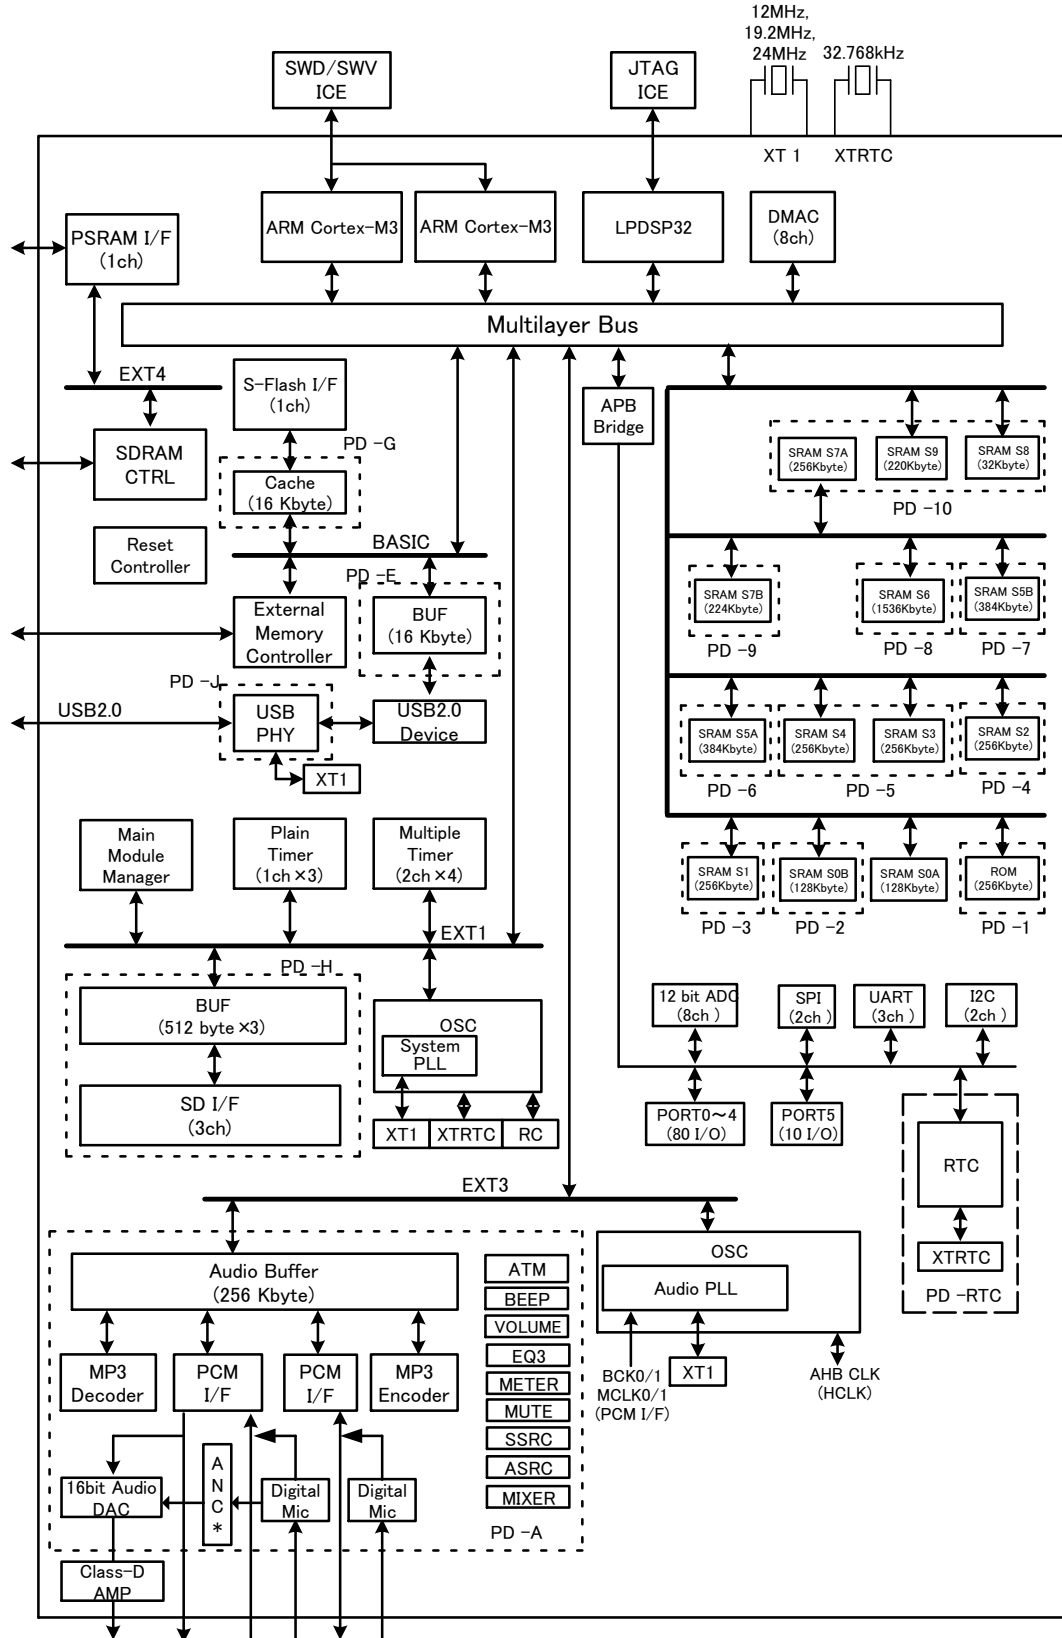 12MHz,
19.2MHz,
24MHz
32.768kHz
SWD/SWV
ICE
JTAG
ICE
XT 1
XTRTC
ARM Cortex-M3
ARM Cortex-M3
LPDSP32
DMAC
(8ch)
PSRAM I/F
(1ch)
Multilayer Bus
EXT4
S-Flash I/F
(1ch)
APB
Bridge
SDRAM
CTRL
PD -G
Cache
(16 Kbyte)
SRAM S7A
(256Kbyte)
SRAM S9
(220Kbyte)
SRAM S8
(32Kbyte)
PD -10
Reset
Controller
BASIC
PD -E
External
Memory
Controller
BUF
(16 Kbyte)
SRAM S7B
(224Kbyte)
SRAM S6
(1536Kbyte)
SRAM S5B
(384Kbyte)
PD -9
PD -8
PD -7
PD -J
USB2.0
USB
PHY
USB2.0
Device
XT1
SRAM S5A
(384Kbyte)
SRAM S4
(256Kbyte)
SRAM S3
(256Kbyte)
SRAM S2
(256Kbyte)
PD -6
PD -5
PD -4
Main
Module
Manager
Plain
Timer
(1ch×3)
Multiple
Timer
(2ch×4)
SRAM S1
(256Kbyte)
SRAM S0B
(128Kbyte)
SRAM S0A
(128Kbyte)
ROM
(256Kbyte)
PD -3
PD -2
PD -1
EXT1
PD -H
BUF
(512 byte×3)
SD I/F
(3ch)
OSC
System
PLL
XT1
XTRTC
RC
12 bit ADC
(8ch )
SPI
(2ch )
UART
(3ch )
I2C
(2ch )
PORT0～4
(80 I/O)
PORT5
(10 I/O)
RTC
XTRTC
PD -RTC
EXT3
Audio Buffer
(256 Kbyte)
ATM
BEEP
VOLUME
EQ3
METER
MUTE
SSRC
ASRC
MIXER
OSC
Audio PLL
BCK0/1
MCLK0/1
(PCM I/F)
XT1
AHB CLK
(HCLK)
MP3
Decoder
PCM
I/F
PCM
I/F
MP3
Encoder
16bit Audio
DAC
A
N
C
*
Digital
Mic
Digital
Mic
PD -A
Class-D
AMP